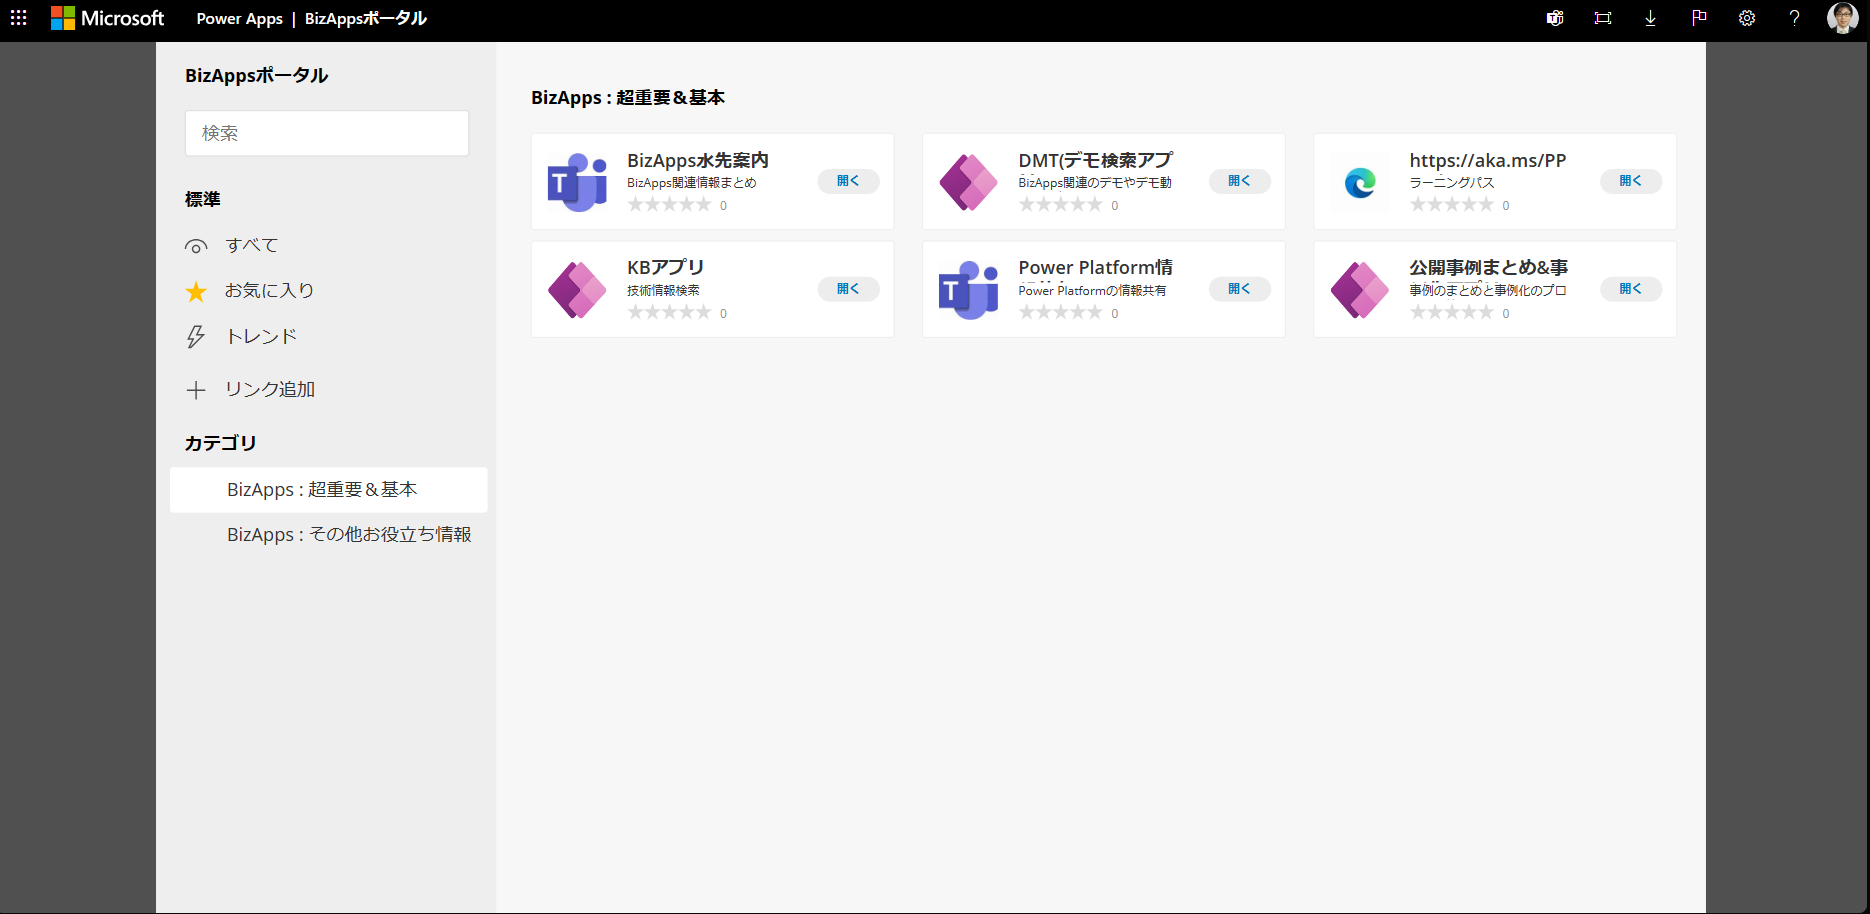 Microsoft
Power Apps | BizAppsポータル
BizAppsポータル
検索
標準
すべて
お気に入り
トレンド
リンク追加
カテゴリ
BizApps : 超重要＆基本
BizApps : その他お役立ち情報
BizApps : 超重要＆基本
BizApps水先案内
BizApps関連情報まとめ
0
開く
DMT(デモ検索アプ
BizApps関連のデモやデモ動
0
開く
https://aka.ms/PP
ラーニングパス
0
開く
KBアプリ
技術情報検索
0
開く
Power Platform情
Power Platformの情報共有
0
開く
公開事例まとめ&事
事例のまとめと事例化のプロ
0
開く